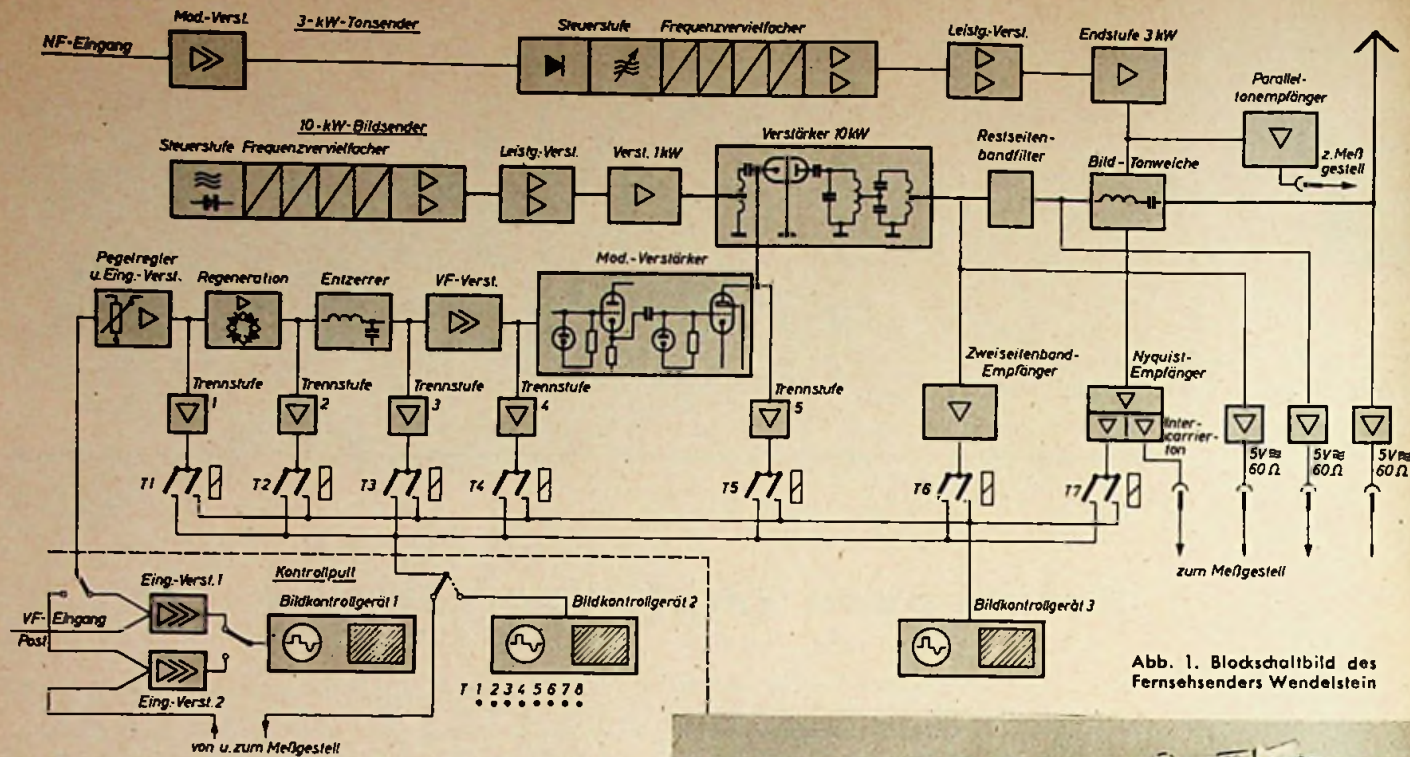 Mod.-Verst.
3-kW-Tonsender
NF-Eingang
Steuerstufe
Frequenzvervielfacher
Leistg.-Verst.
Endstufe 3 kW
Parallel-
tonempfänger
z. Meß
gestell
10-kW-Bildsender
Steuerstufe
Frequenzvervielfacher
Leistg.-Verst.
Verst. 1kW
Verstärker 10kW
Restseiten-
bandfilter
Bild-Tonweiche
Pegelregler
u. Eing.-Verst.
Regeneration
Entzerrer
VF-Verst.
Mod.-Verstärker
Trennstufe
1
Trennstufe
2
Trennstufe
3
Trennstufe
4
Trennstufe
5
Zweiseitenband-
Empfänger
Nyquist-
Empfänger
Inter-
carrier-
ton
5V≋
60Ω
5V≋
60Ω
5V≋
60Ω
T1
T2
T3
T4
T5
T6
T7
zum Meßgestell
Eing.-Verst. 1
Kontrollpult
Bildkontrollgerät 1
Bildkontrollgerät 2
Bildkontrollgerät 3
VF-Eingang
Post
Eing.-Verst. 2
T 1 2 3 4 5 6 7 8
von u. zum Meßgestell
Abb. 1. Blockschaltbild des
Fernsehsenders Wendelstein